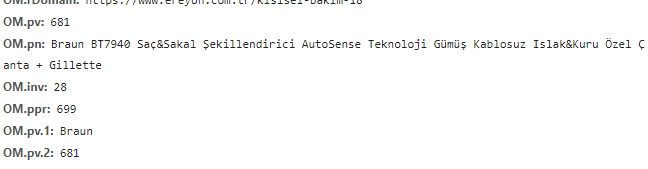 OM.rDomain: https://www.ereyon.com.tr/kisisel-bakim-18
OM.pv: 681
OM.pn: Braun BT7940 Saç&Sakal Şekillendirici AutoSense Teknoloji Gümüş Kablosuz Islak&Kuru Özel Ç
anta + Gillette
OM.inv: 28
OM.ppr: 699
OM.pv.1: Braun
OM.pv.2: 681